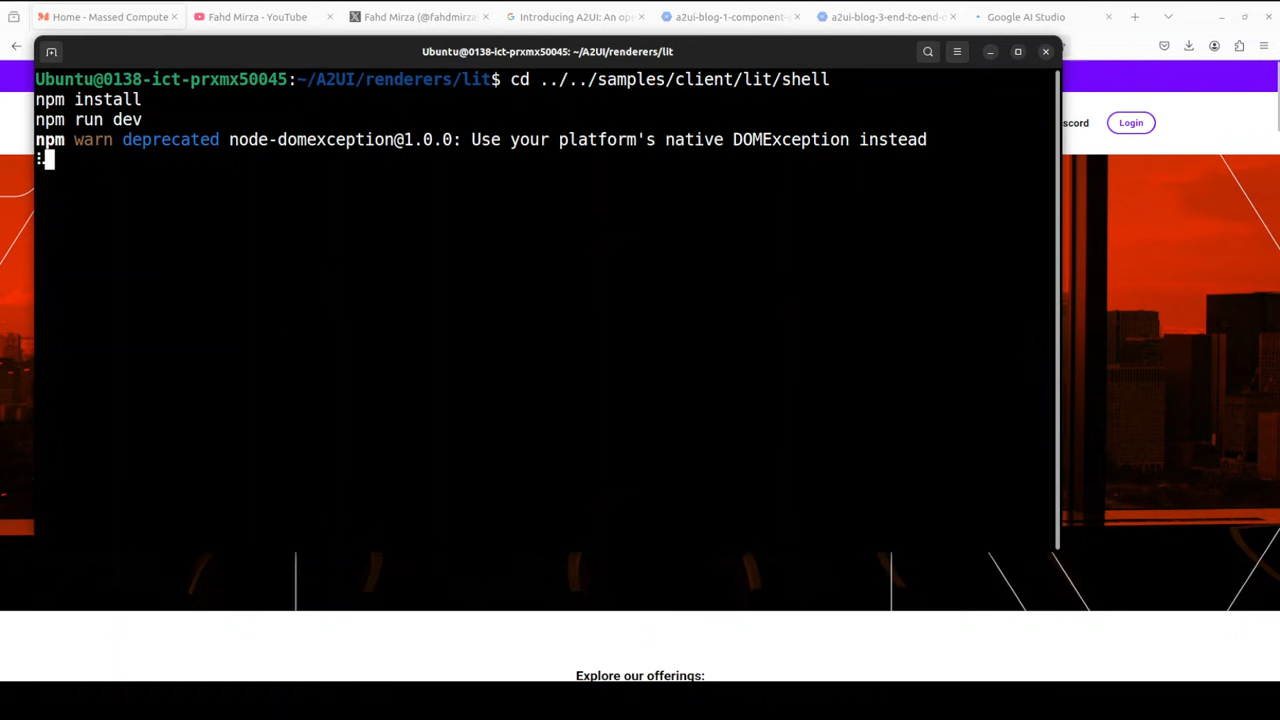 Home - Massed Compute
Fahd Mirza - YouTube
Fahd Mirza (@fahdmirza
Introducing A2UI: An op
a2ui-blog-1-component-
a2ui-blog-3-end-to-end-
Google AI Studio
Ubuntu@0138-ict-prxmx50045: ~/A2UI/renderers/lit
Ubuntu@0138-ict-prxmx50045:~/A2UI/renderers/lit$ cd ../../samples/client/lit/shell
npm install
npm run dev
npm warn deprecated node-domexception@1.0.0: Use your platform's native DOMException instead
scord
Login
Explore our offerings: